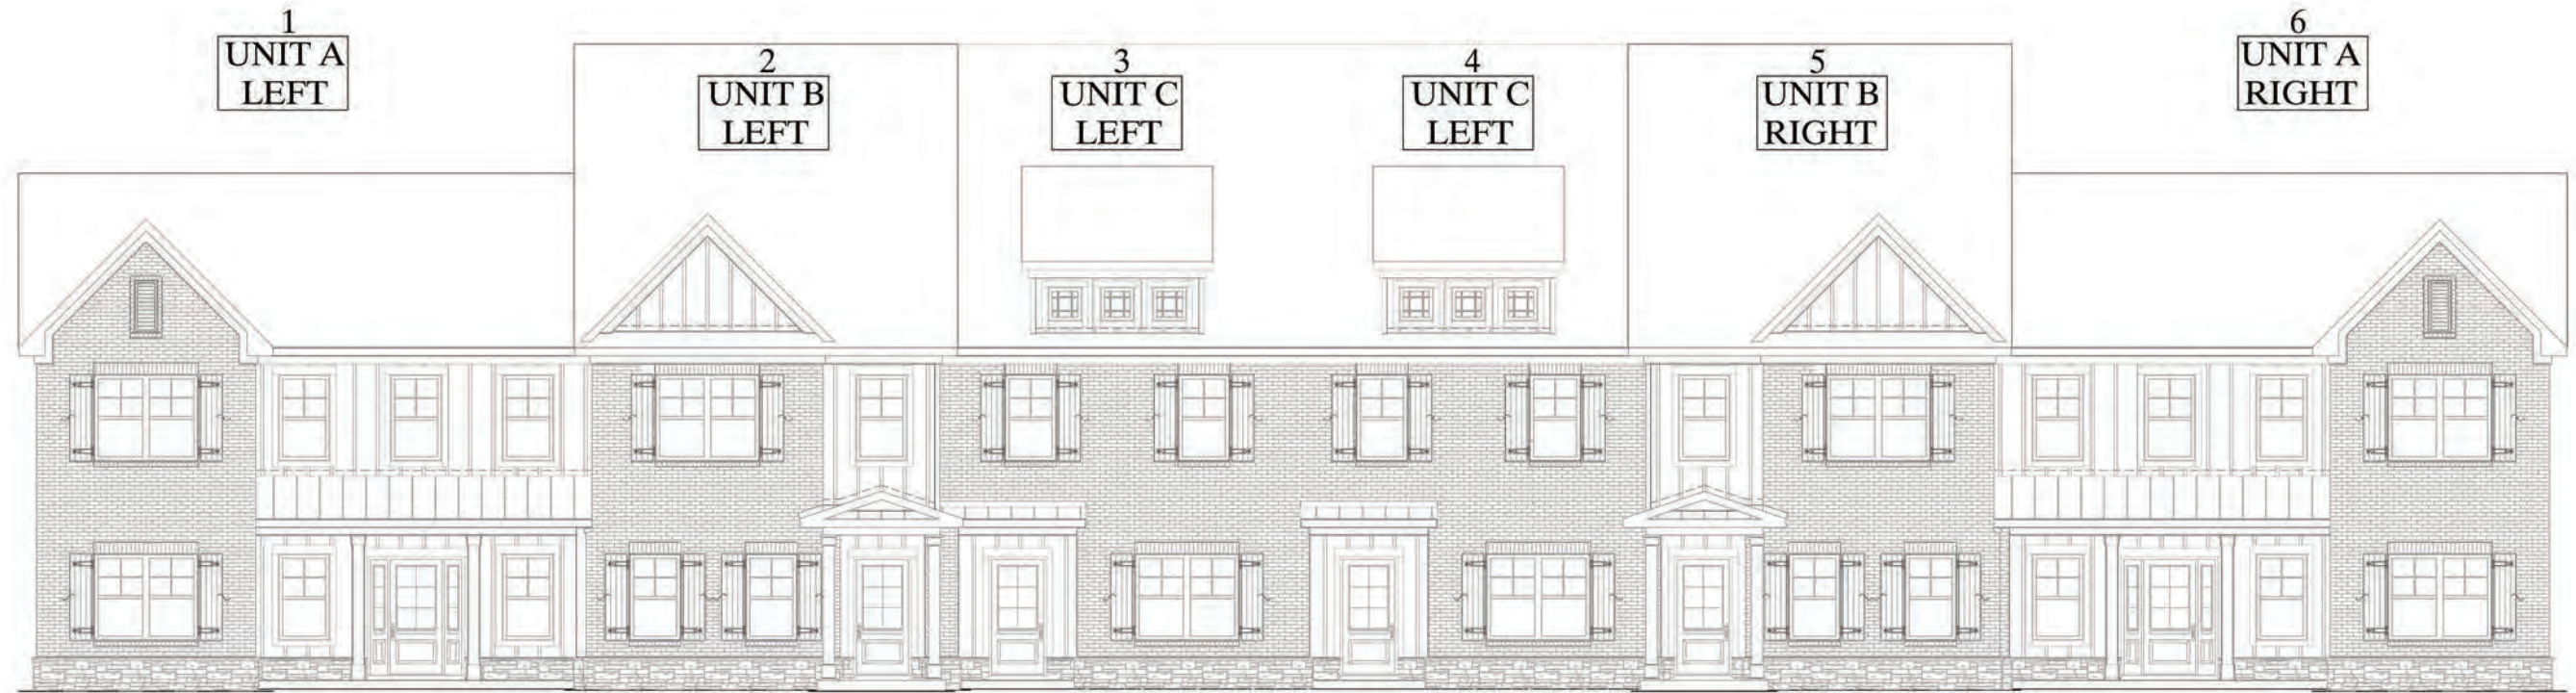 1
UNIT A
LEFT
2
UNIT B
LEFT
3
UNIT C
LEFT
4
UNIT C
LEFT
5
UNIT B
RIGHT
6
UNIT A
RIGHT